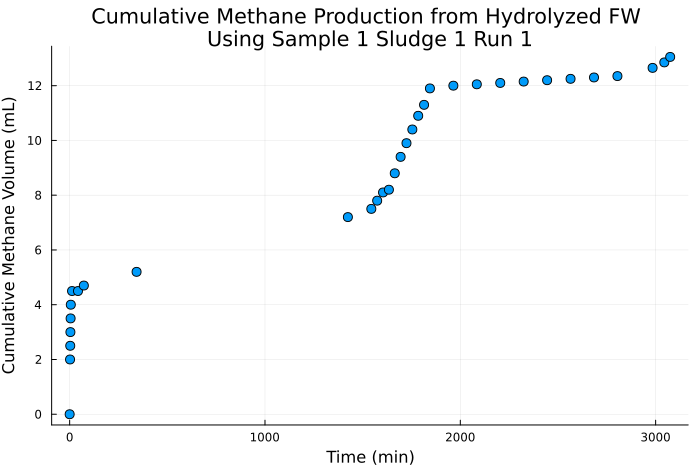 Cumulative Methane Production from Hydrolyzed FW
Using Sample 1 Sludge 1 Run 1
Cumulative Methane Volume (mL)
12
10
8
6
4
2
0
0 1000 2000 3000
Time (min)